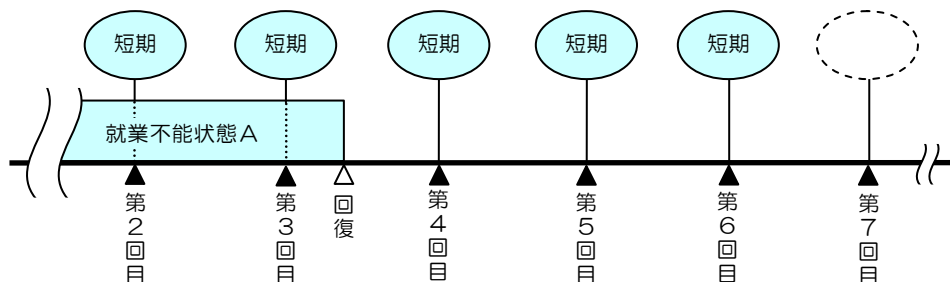 短期
短期
短期
短期
短期
就業不能状態A
第2回目
第3回目
回復
第4回目
第5回目
第6回目
第7回目